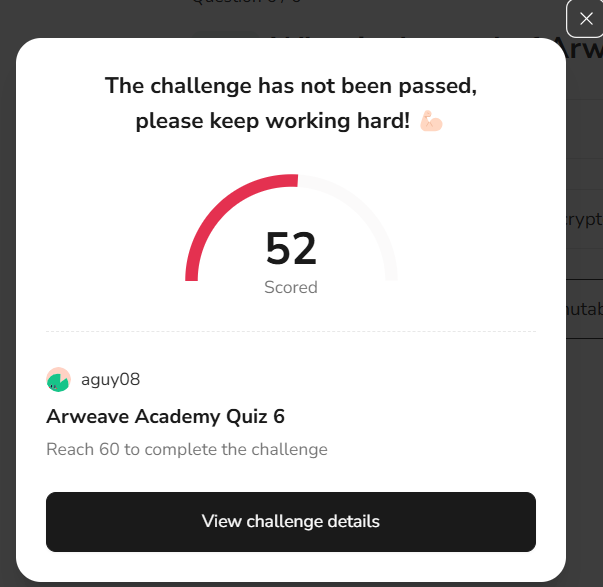 The challenge has not been passed,
please keep working hard! 💪
52
Scored
aguy08
Arweave Academy Quiz 6
Reach 60 to complete the challenge
View challenge details